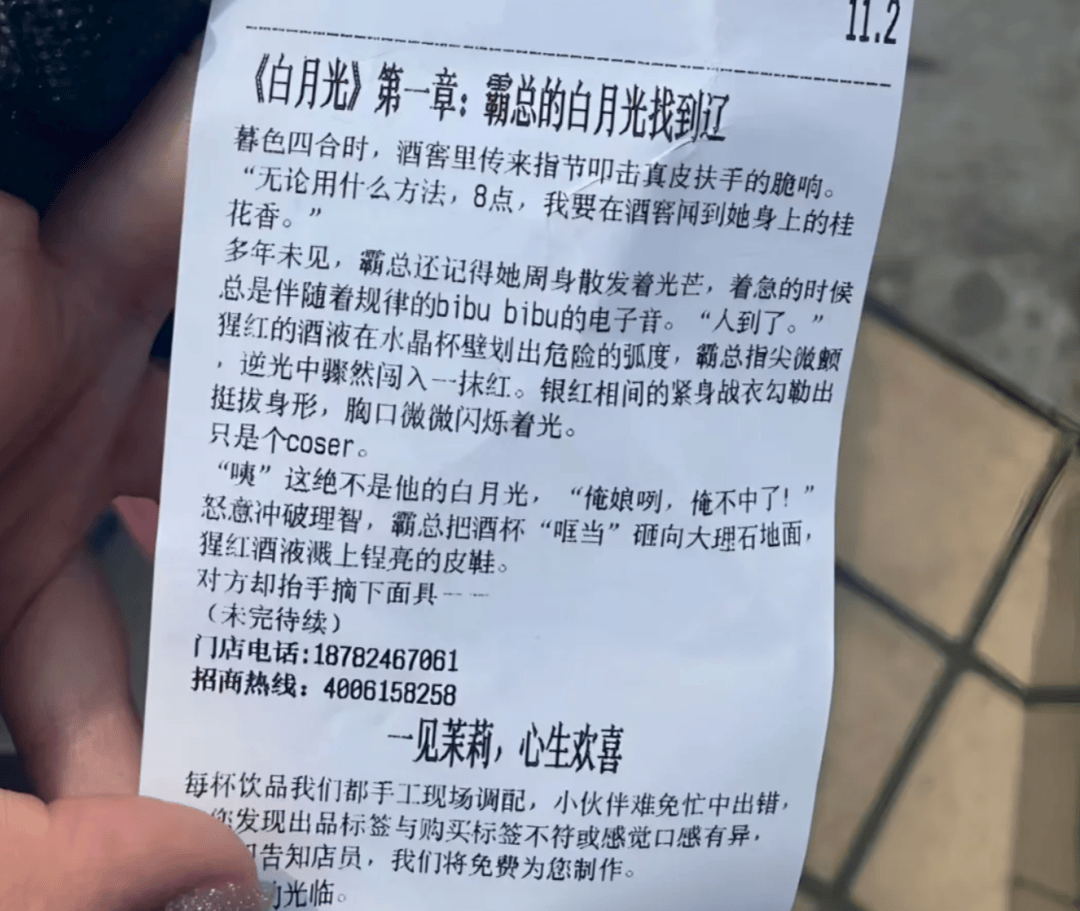 11.2
《白月光》第一章：霸总的白月光找到辽
暮色四合时，酒窖里传来指节叩击真皮扶手的脆响。
“无论用什么方法，8点，我要在酒窖闻到她身上的桂
花香。”
多年未见，霸总还记得她周身散发着光芒，着急的时候
总是伴随着规律的bibu bibu的电子音。“人到了。”
猩红的酒液在水晶杯壁划出危险的弧度，霸总指尖微颤
，逆光中骤然闯入一抹红。银红相间的紧身战衣勾勒出
挺拔身形，胸口微微闪烁着光。
只是个coser。
“咦”这绝不是他的白月光，“俺娘咧，俺不中了！”
怒意冲破理智，霸总把酒杯“哐当”砸向大理石地面，
猩红酒液溅上锃亮的皮鞋。
对方却抬手摘下面具——
（未完待续）
门店电话:18782467061
招商热线：4006158258
一见茉莉，心生欢喜
每杯饮品我们都手工现场调配，小伙伴难免忙中出错，
您发现出品标签与购买标签不符或感觉口感有异，
告知店员，我们将免费为您制作。
光临。